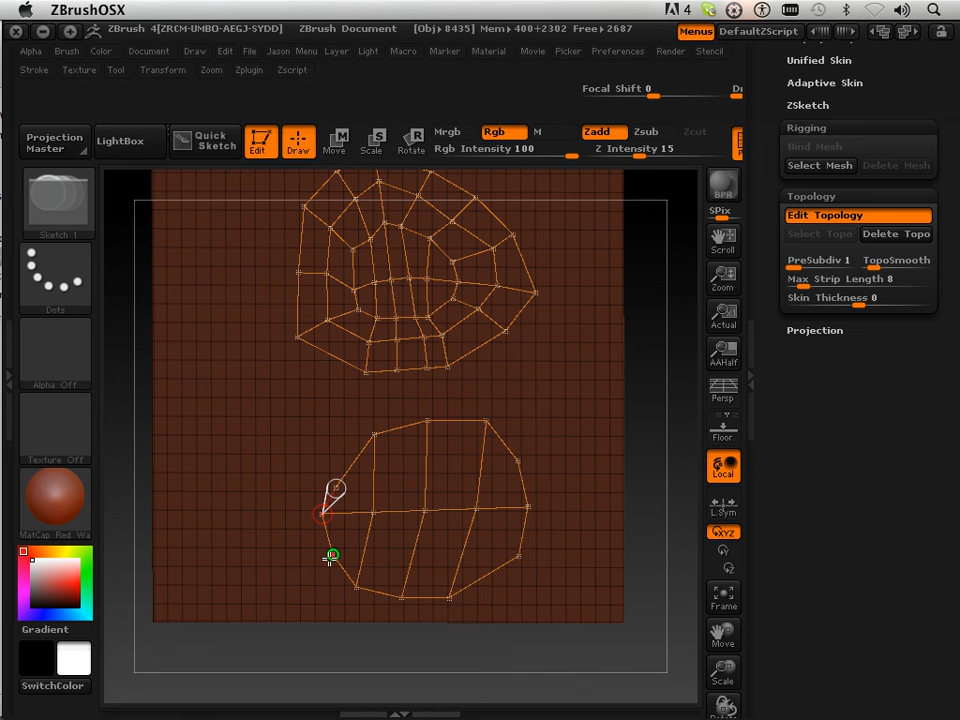 ZBrushOSX
4
ZBrush 4[ZRCM-UMBO-AEGJ-SYDD] ZBrush Document [Obj▸8435] Mem▸400+2302 Free▸2687 Menus DefaultZScript
Alpha Brush Color Document Draw Edit File Jason Menu Layer Light Macro Marker Material Movie Picker Preferences Render Stencil
Stroke Texture Tool Transform Zoom Zplugin Zscript
Focal Shift 0
Projection Master
LightBox
Quick Sketch
Edit
Draw
Move
Scale
Rotate
Mrgb Rgb M Zadd Zsub Zcut
Rgb Intensity 100 Z Intensity 15
Sketch 1
Dots
Alpha Off
Texture Off
MatCap Red Wa
Gradient
SwitchColor
BPR
SPix
Scroll
Zoom
Actual
AAHalf
Persp
Floor
Local
L.Sym
XYZ
Frame
Move
Scale
Unified Skin
Adaptive Skin
ZSketch
Rigging
Bind Mesh
Select Mesh Delete Mesh
Topology
Edit Topology
Select Topo Delete Topo
PreSubdiv 1 TopoSmooth
Max Strip Length 8
Skin Thickness 0
Projection